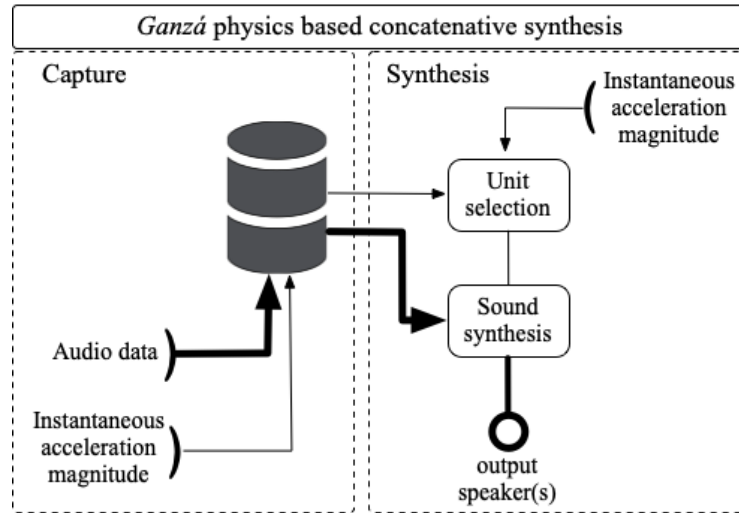 Ganzá physics based concatenative synthesis
Capture
Audio data
Instantaneous
acceleration
magnitude
Synthesis
Instantaneous
acceleration
magnitude
Unit
selection
Sound
synthesis
output
speaker(s)